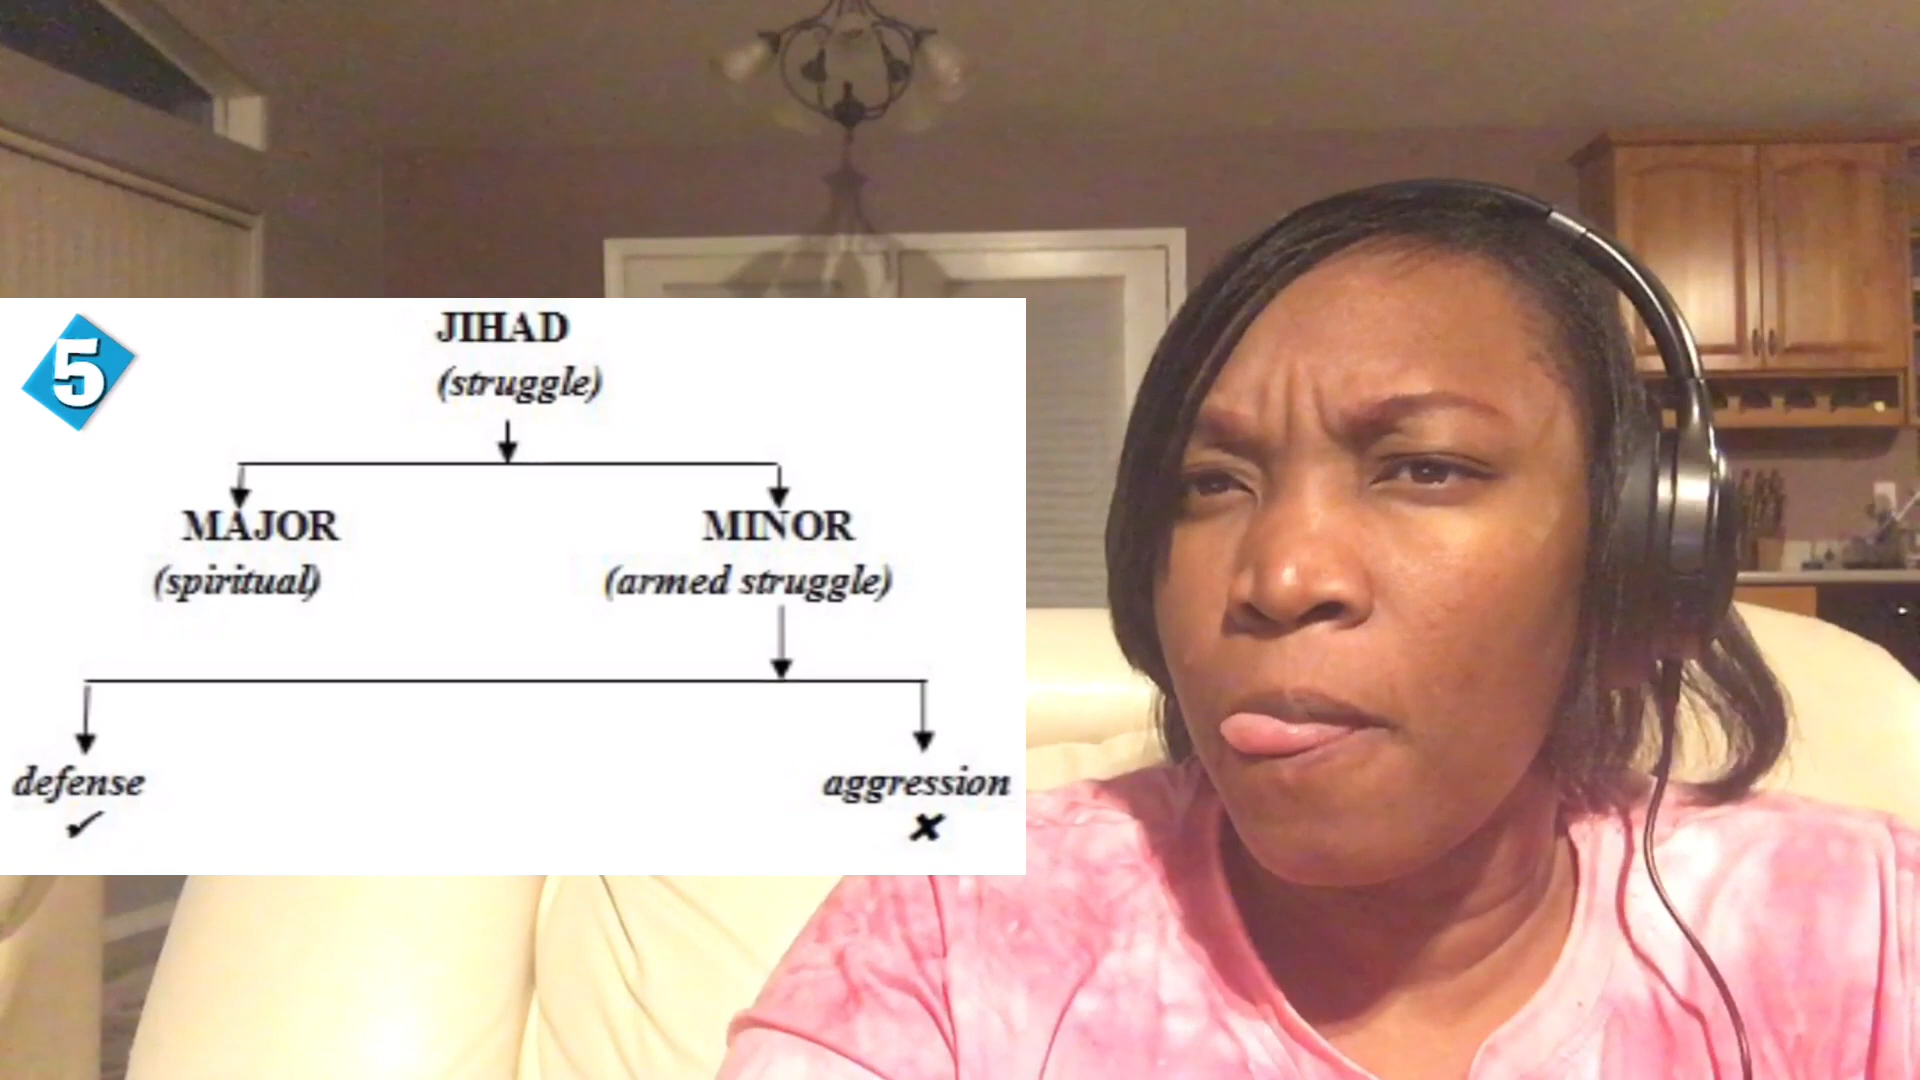 5
JIHAD
(struggle)
MAJOR
MINOR
(spiritual)
(armed struggle)
defense
aggression